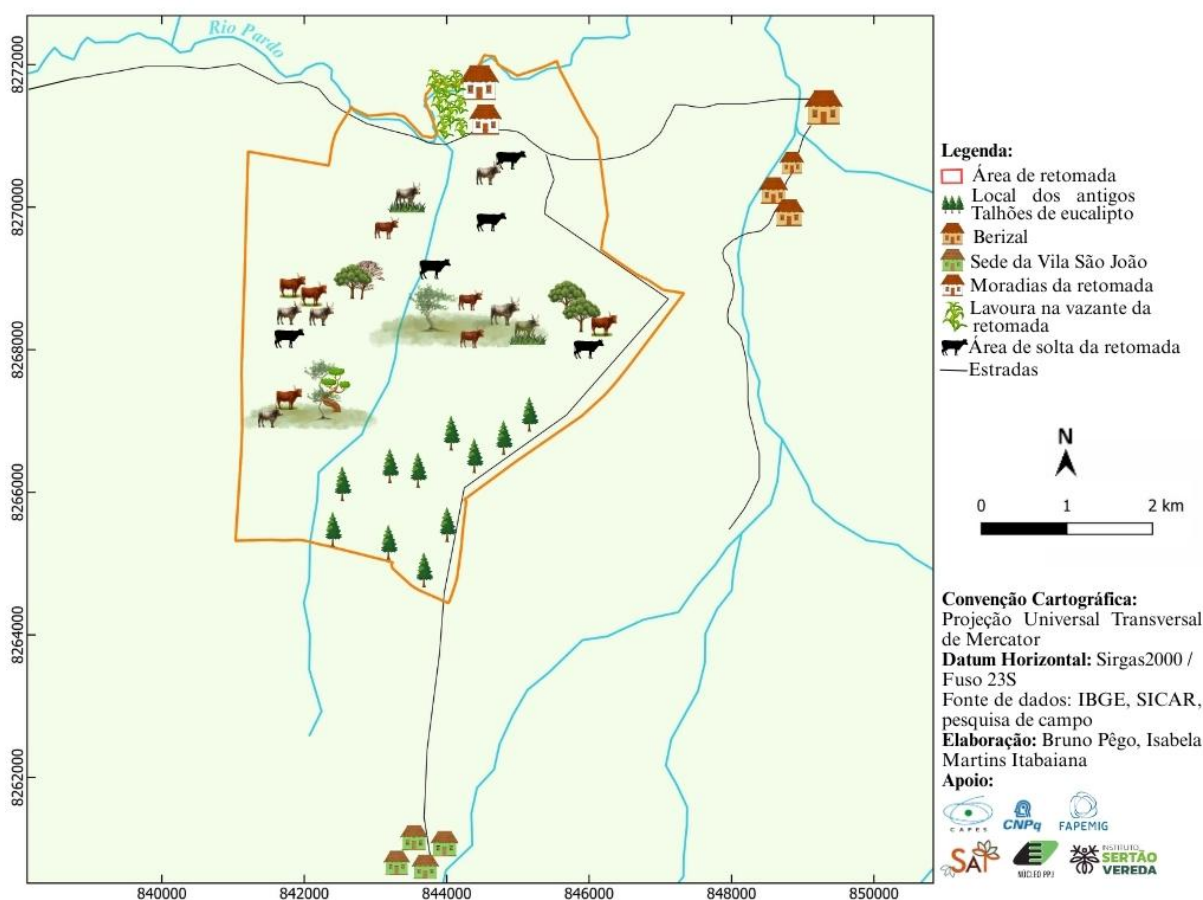 Rio Pardo
8272000
8270000
8268000
8266000
8264000
8262000
840000
842000
844000
846000
848000
850000
Legenda:
Área de retomada
Local dos antigos
Talhões de eucalipto
Berizal
Sede da Vila São João
Moradias da retomada
Lavoura na vazante da
retomada
Área de solta da retomada
Estradas
N
0 1 2 km
Convenção Cartográfica:
Projeção Universal Transversal
de Mercator
Datum Horizontal: Sirgas2000 /
Fuso 23S
Fonte de dados: IBGE, SICAR,
pesquisa de campo
Elaboração: Bruno Pêgo, Isabela
Martins Itabaiana
Apoio:
CAPES
CNPq
FAPEMIG
SAP
NÚCLEO PPJ
INSTITUTO
SERTÃO
VEREDA